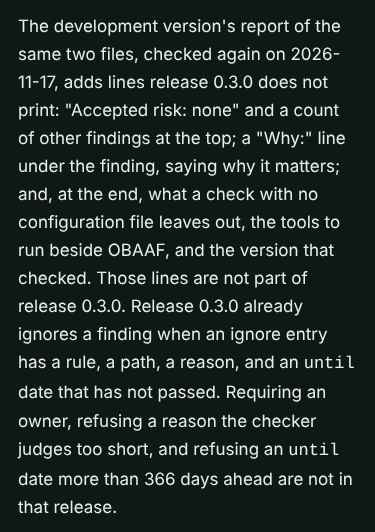 The development version's report of the
same two files, checked again on 2026-
11-17, adds lines release 0.3.0 does not
print: "Accepted risk: none" and a count
of other findings at the top; a "Why:" line
under the finding, saying why it matters;
and, at the end, what a check with no
configuration file leaves out, the tools to
run beside OBAAF, and the version that
checked. Those lines are not part of
release 0.3.0. Release 0.3.0 already
ignores a finding when an ignore entry
has a rule, a path, a reason, and an until
date that has not passed. Requiring an
owner, refusing a reason the checker
judges too short, and refusing an until
date more than 366 days ahead are not in
that release.